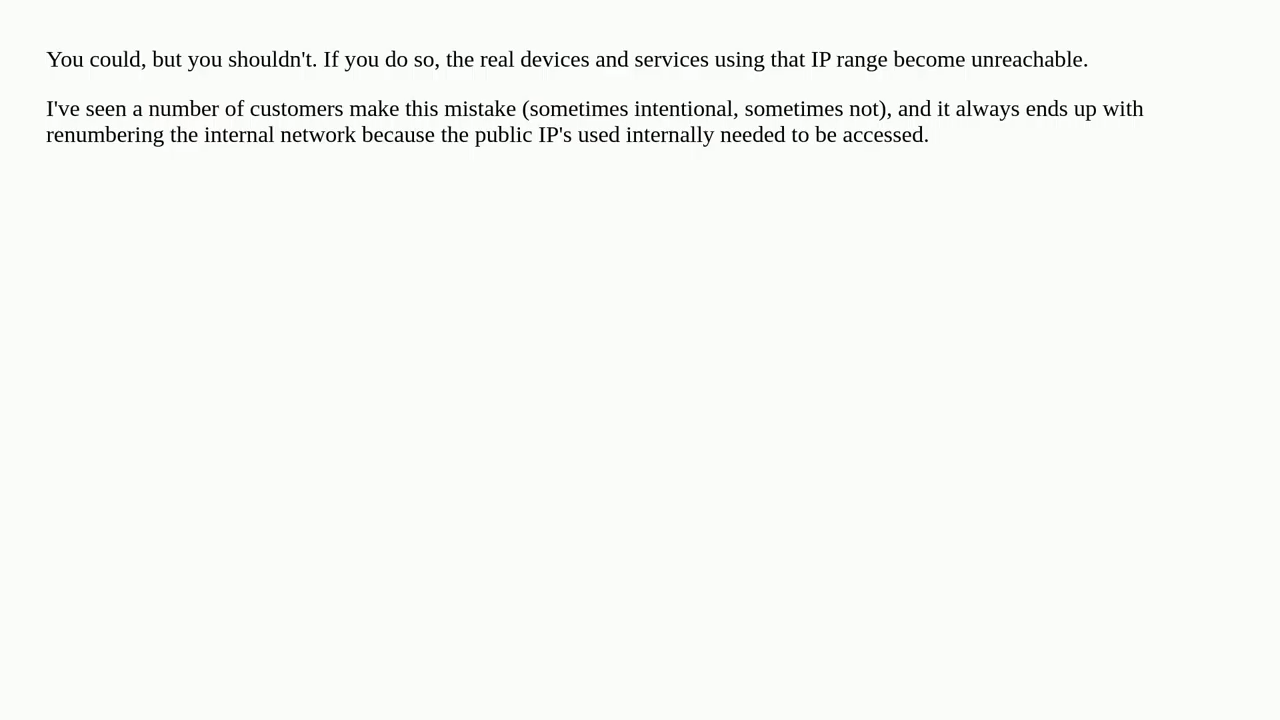 You could, but you shouldn't. If you do so, the real devices and services using that IP range become unreachable.
I've seen a number of customers make this mistake (sometimes intentional, sometimes not), and it always ends up with
renumbering the internal network because the public IP's used internally needed to be accessed.